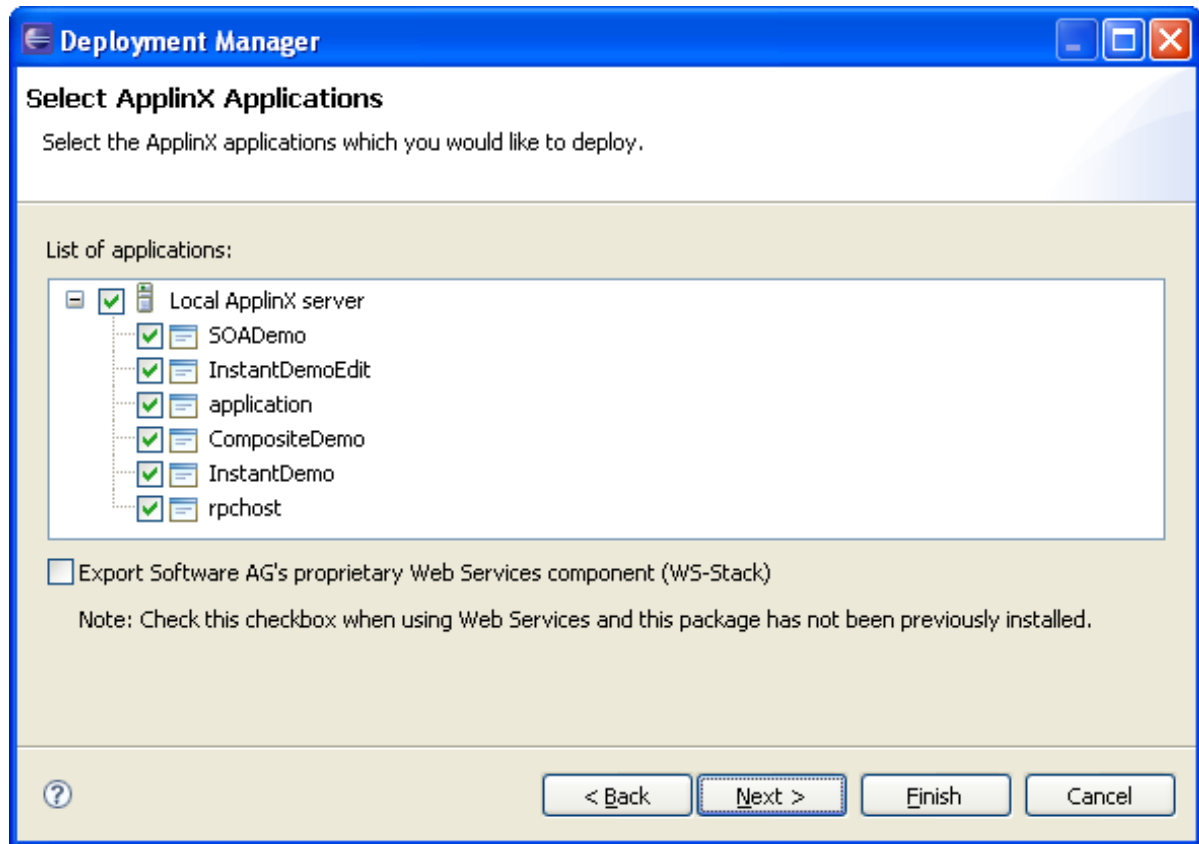 Deployment Manager
Select ApplinX Applications
Select the ApplinX applications which you would like to deploy.
List of applications:
Local ApplinX server
SOADemo
InstantDemoEdit
application
CompositeDemo
InstantDemo
rpchost
Export Software AG's proprietary Web Services component (WS-Stack)
Note: Check this checkbox when using Web Services and this package has not been previously installed.
? < Back Next > Finish Cancel